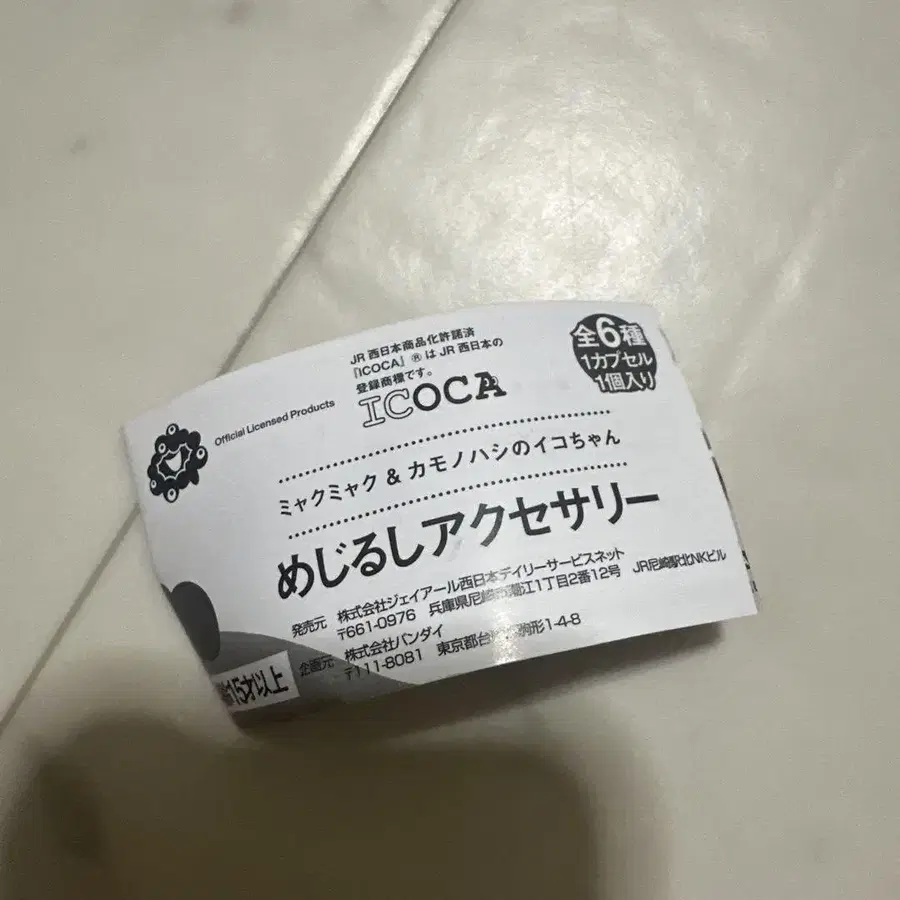 Official Licensed Products
JR 西日本商品化許諾済
『ICOCA』®はJR西日本の
登録商標です。
ICOCA
全6種
1カプセル
1個入り
ミャクミャク & カモノハシのイコちゃん
めじるしアクセサリー
発売元 株式会社ジェイアール西日本デイリーサービスネット
〒661-0976 兵庫県尼崎市潮江1丁目2番12号 JR尼崎駅北NKビル
企画元 株式会社バンダイ
〒111-8081 東京都台 駒形1-4-8
15才以上